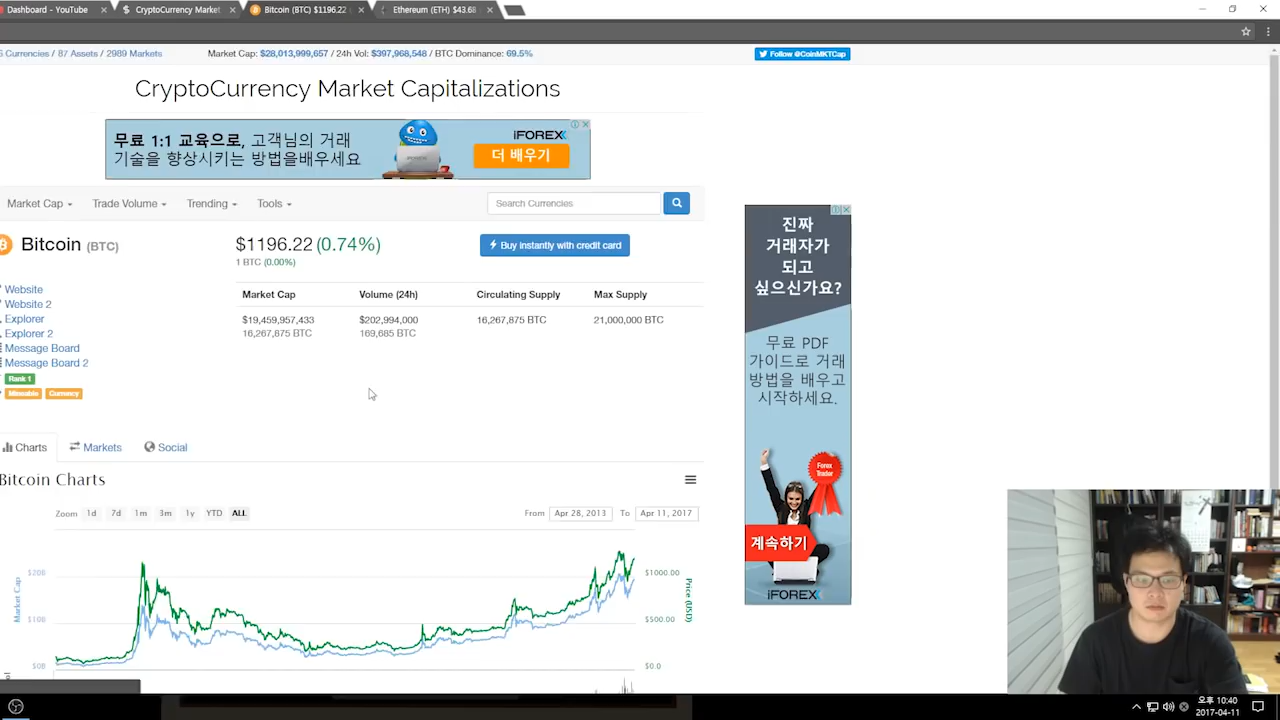 Dashboard - YouTube
CryptoCurrency Market
Bitcoin (BTC) $1196.22
Ethereum (ETH) $43.68
Currencies / 87 Assets / 2989 Markets
Market Cap: $28,013,999,657 / 24h Vol: $397,968,548 / BTC Dominance: 69.5%
Follow @CoinMKTCap
CryptoCurrency Market Capitalizations
무료 1:1 교육으로, 고객님의 거래
기술을 향상시키는 방법을배우세요
iFOREX
더 배우기
Market Cap
Trade Volume
Trending
Tools
Search Currencies
Bitcoin (BTC)
$1196.22 (0.74%)
1 BTC (0.00%)
Buy instantly with credit card
Website
Website 2
Explorer
Explorer 2
Message Board
Message Board 2
Rank 1
Mineable
Currency
Market Cap
Volume (24h)
Circulating Supply
Max Supply
$19,459,957,433
$202,994,000
16,267,875 BTC
21,000,000 BTC
16,267,875 BTC
169,685 BTC
진짜
거래자가
되고
싶으신가요?
무료 PDF
가이드로 거래
방법을 배우고
시작하세요.
Forex
Trader
계속하기
iFOREX
Charts
Markets
Social
Bitcoin Charts
Zoom 1d 7d 1m 3m 1y YTD ALL
From Apr 28, 2013 To Apr 11, 2017
Market Cap
$20B
$10B
$0B
$1000.00
$500.00
$0.0
Price (USD)
오후 10:40
2017-04-11